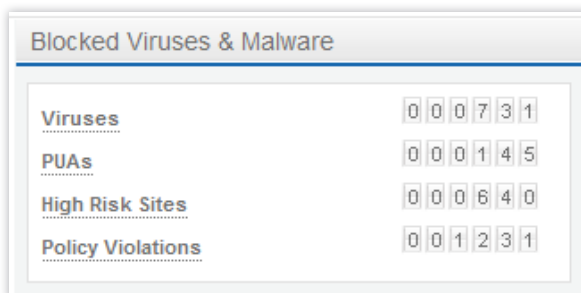 Blocked Viruses & Malware
Viruses 000731
PUAs 000145
High Risk Sites 000640
Policy Violations 001231